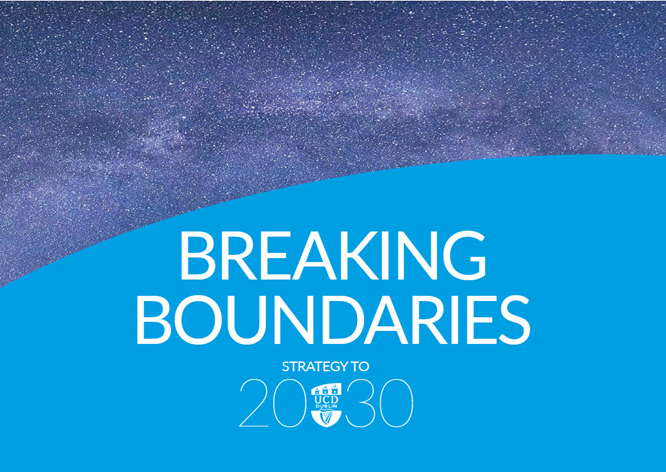 BREAKING
BOUNDARIES
STRATEGY TO
20 UCD 30
DUBLIN